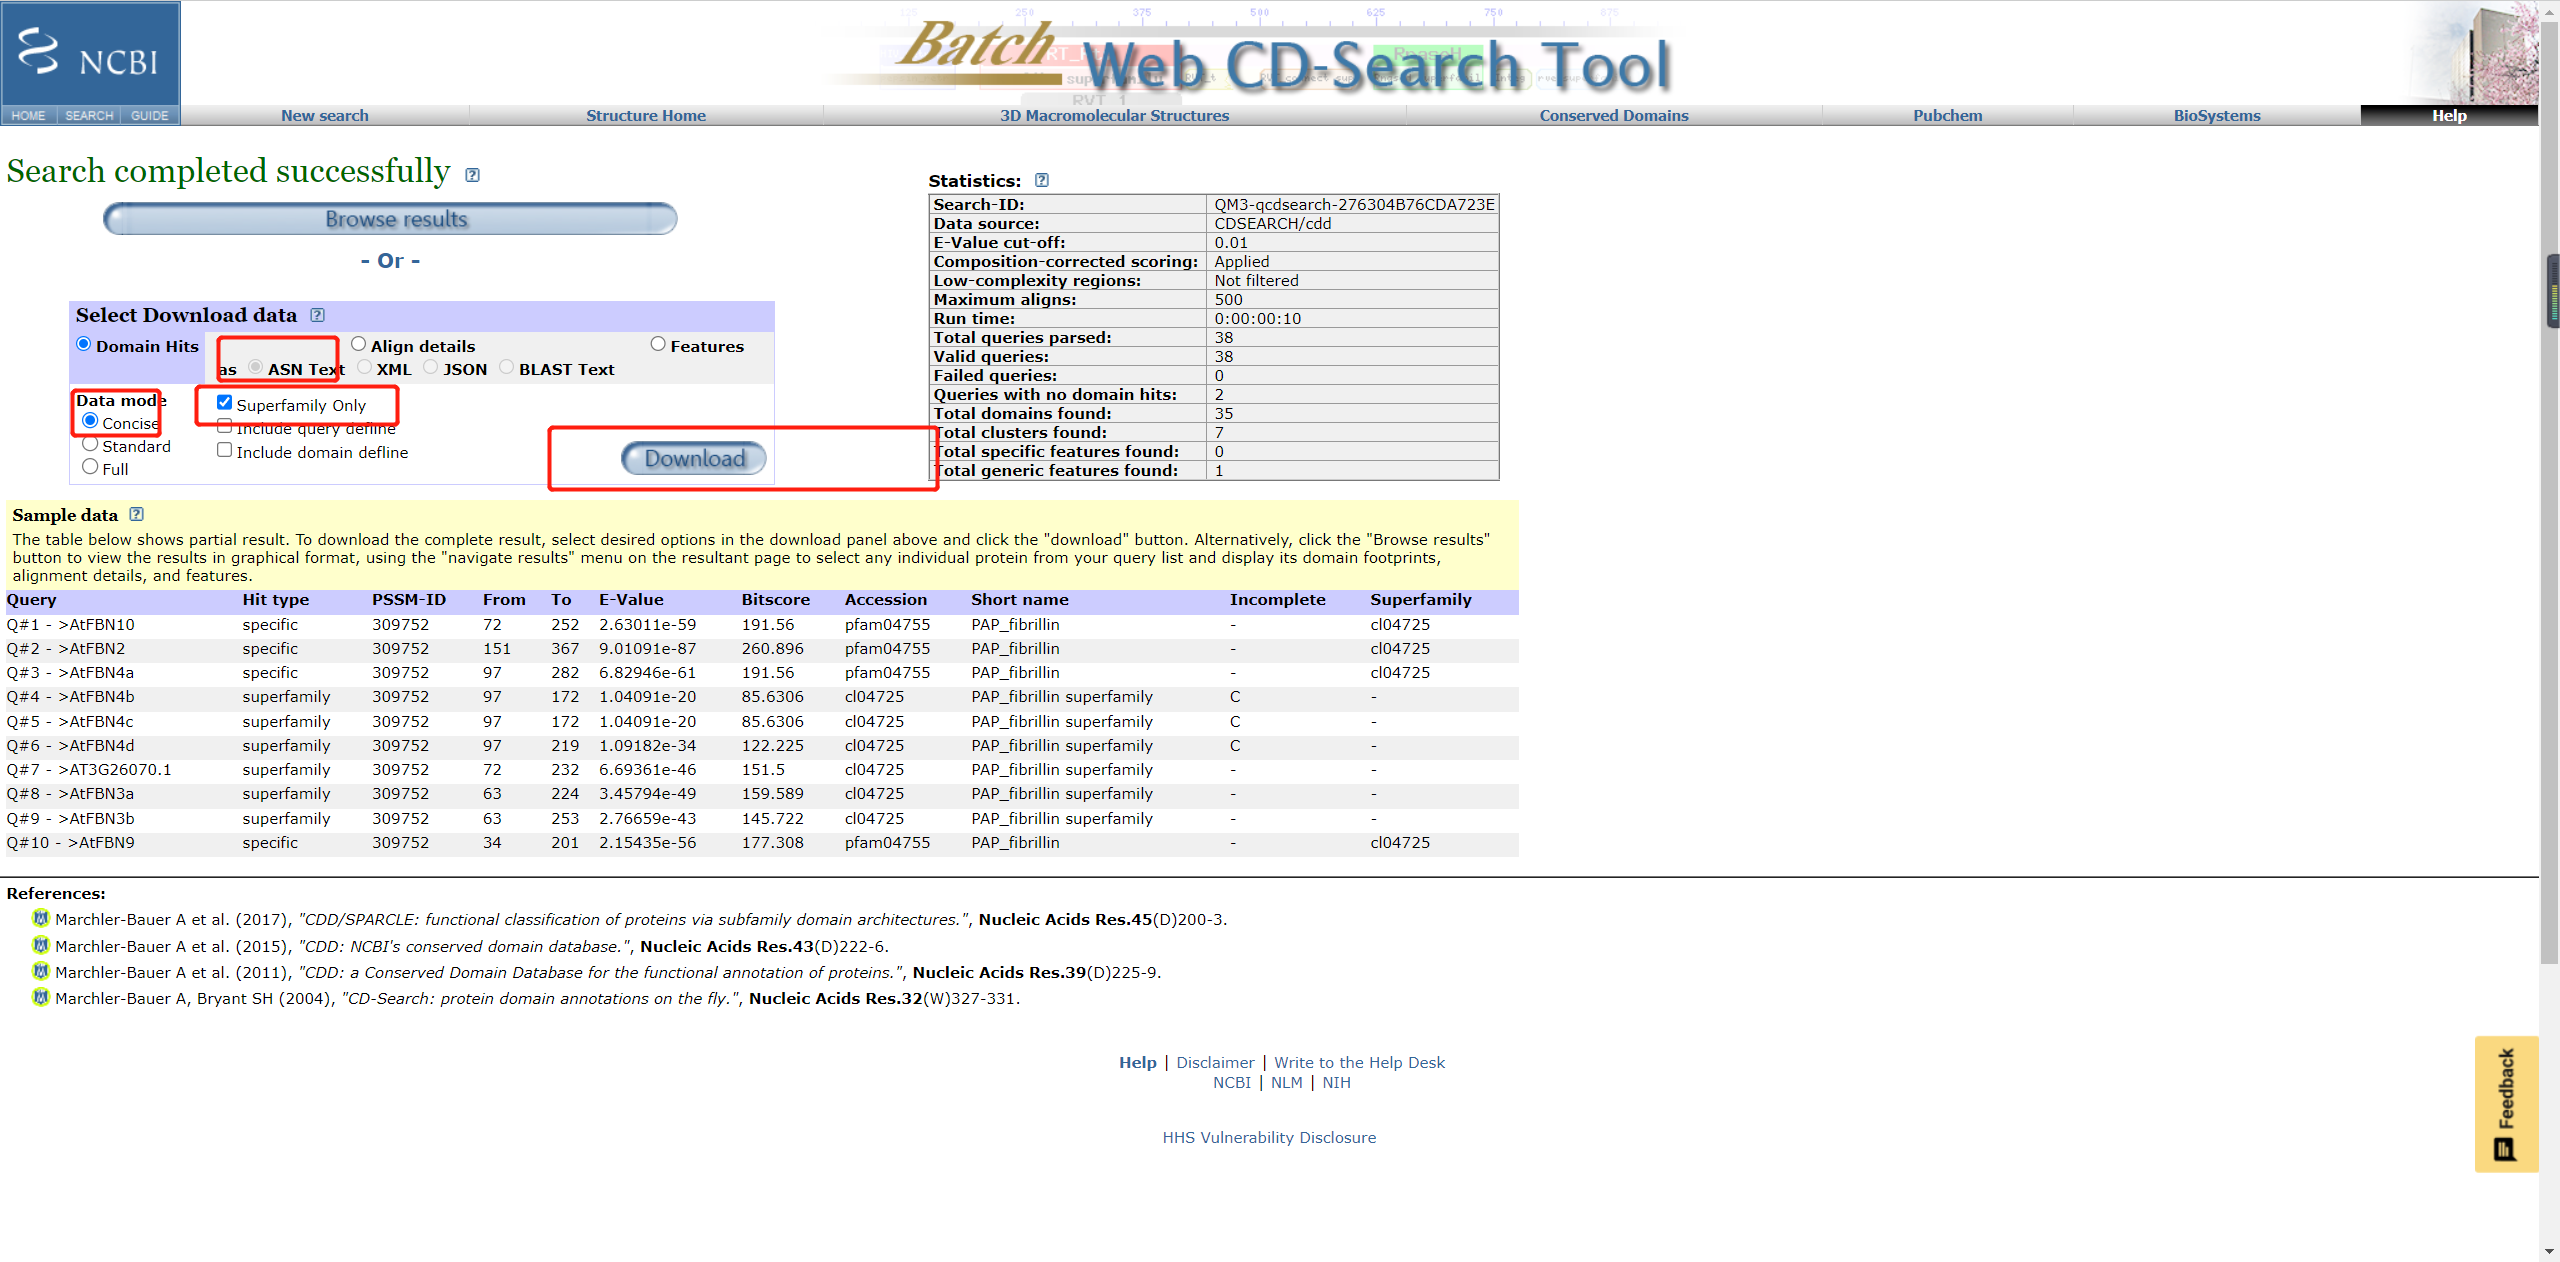 125 250 375 500 625 750 875
NCBI
Batch Web CD-Search Tool
RVT_1
HOME SEARCH GUIDE New search Structure Home 3D Macromolecular Structures Conserved Domains Pubchem BioSystems Help
Search completed successfully
Browse results
- Or -
Select Download data
Domain Hits Align details Features
as ASN Text XML JSON BLAST Text
Data mode
Superfamily Only
Concise
Include query defline
Standard
Include domain defline
Full
Download
Statistics:
Search-ID: QM3-qcdsearch-276304B76CDA723E
Data source: CDSEARCH/cdd
E-Value cut-off: 0.01
Composition-corrected scoring: Applied
Low-complexity regions: Not filtered
Maximum aligns: 500
Run time: 0:00:00:10
Total queries parsed: 38
Valid queries: 38
Failed queries: 0
Queries with no domain hits: 2
Total domains found: 35
Total clusters found: 7
Total specific features found: 0
Total generic features found: 1
Sample data
The table below shows partial result. To download the complete result, select desired options in the download panel above and click the "download" button. Alternatively, click the "Browse results"
button to view the results in graphical format, using the "navigate results" menu on the resultant page to select any individual protein from your query list and display its domain footprints,
alignment details, and features.
Query Hit type PSSM-ID From To E-Value Bitscore Accession Short name Incomplete Superfamily
Q#1 - >AtFBN10 specific 309752 72 252 2.63011e-59 191.56 pfam04755 PAP_fibrillin - cl04725
Q#2 - >AtFBN2 specific 309752 151 367 9.01091e-87 260.896 pfam04755 PAP_fibrillin - cl04725
Q#3 - >AtFBN4a specific 309752 97 282 6.82946e-61 191.56 pfam04755 PAP_fibrillin - cl04725
Q#4 - >AtFBN4b superfamily 309752 97 172 1.04091e-20 85.6306 cl04725 PAP_fibrillin superfamily C -
Q#5 - >AtFBN4c superfamily 309752 97 172 1.04091e-20 85.6306 cl04725 PAP_fibrillin superfamily C -
Q#6 - >AtFBN4d superfamily 309752 97 219 1.09182e-34 122.225 cl04725 PAP_fibrillin superfamily C -
Q#7 - >AT3G26070.1 superfamily 309752 72 232 6.69361e-46 151.5 cl04725 PAP_fibrillin superfamily - -
Q#8 - >AtFBN3a superfamily 309752 63 224 3.45794e-49 159.589 cl04725 PAP_fibrillin superfamily - -
Q#9 - >AtFBN3b superfamily 309752 63 253 2.76659e-43 145.722 cl04725 PAP_fibrillin superfamily - -
Q#10 - >AtFBN9 specific 309752 34 201 2.15435e-56 177.308 pfam04755 PAP_fibrillin - cl04725
References:
Marchler-Bauer A et al. (2017), "CDD/SPARCLE: functional classification of proteins via subfamily domain architectures.", Nucleic Acids Res.45(D)200-3.
Marchler-Bauer A et al. (2015), "CDD: NCBI's conserved domain database.", Nucleic Acids Res.43(D)222-6.
Marchler-Bauer A et al. (2011), "CDD: a Conserved Domain Database for the functional annotation of proteins.", Nucleic Acids Res.39(D)225-9.
Marchler-Bauer A, Bryant SH (2004), "CD-Search: protein domain annotations on the fly.", Nucleic Acids Res.32(W)327-331.
Help | Disclaimer | Write to the Help Desk
NCBI | NLM | NIH
HHS Vulnerability Disclosure
Feedback